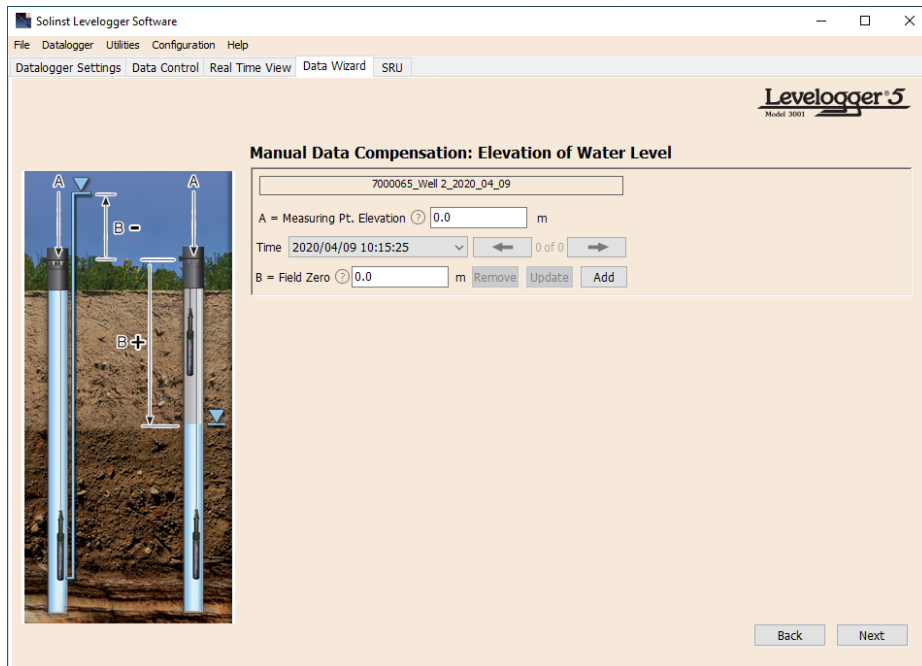 Solinst Levelogger Software
File Datalogger Utilities Configuration Help
Datalogger Settings Data Control Real Time View Data Wizard SRU
Levelogger® 5
Model 3001
Manual Data Compensation: Elevation of Water Level
7000065_Well 2_2020_04_09
A = Measuring Pt. Elevation ? 0.0 m
Time 2020/04/09 10:15:25 0 of 0
B = Field Zero ? 0.0 m Remove Update Add
A A
B -
B +
Back Next